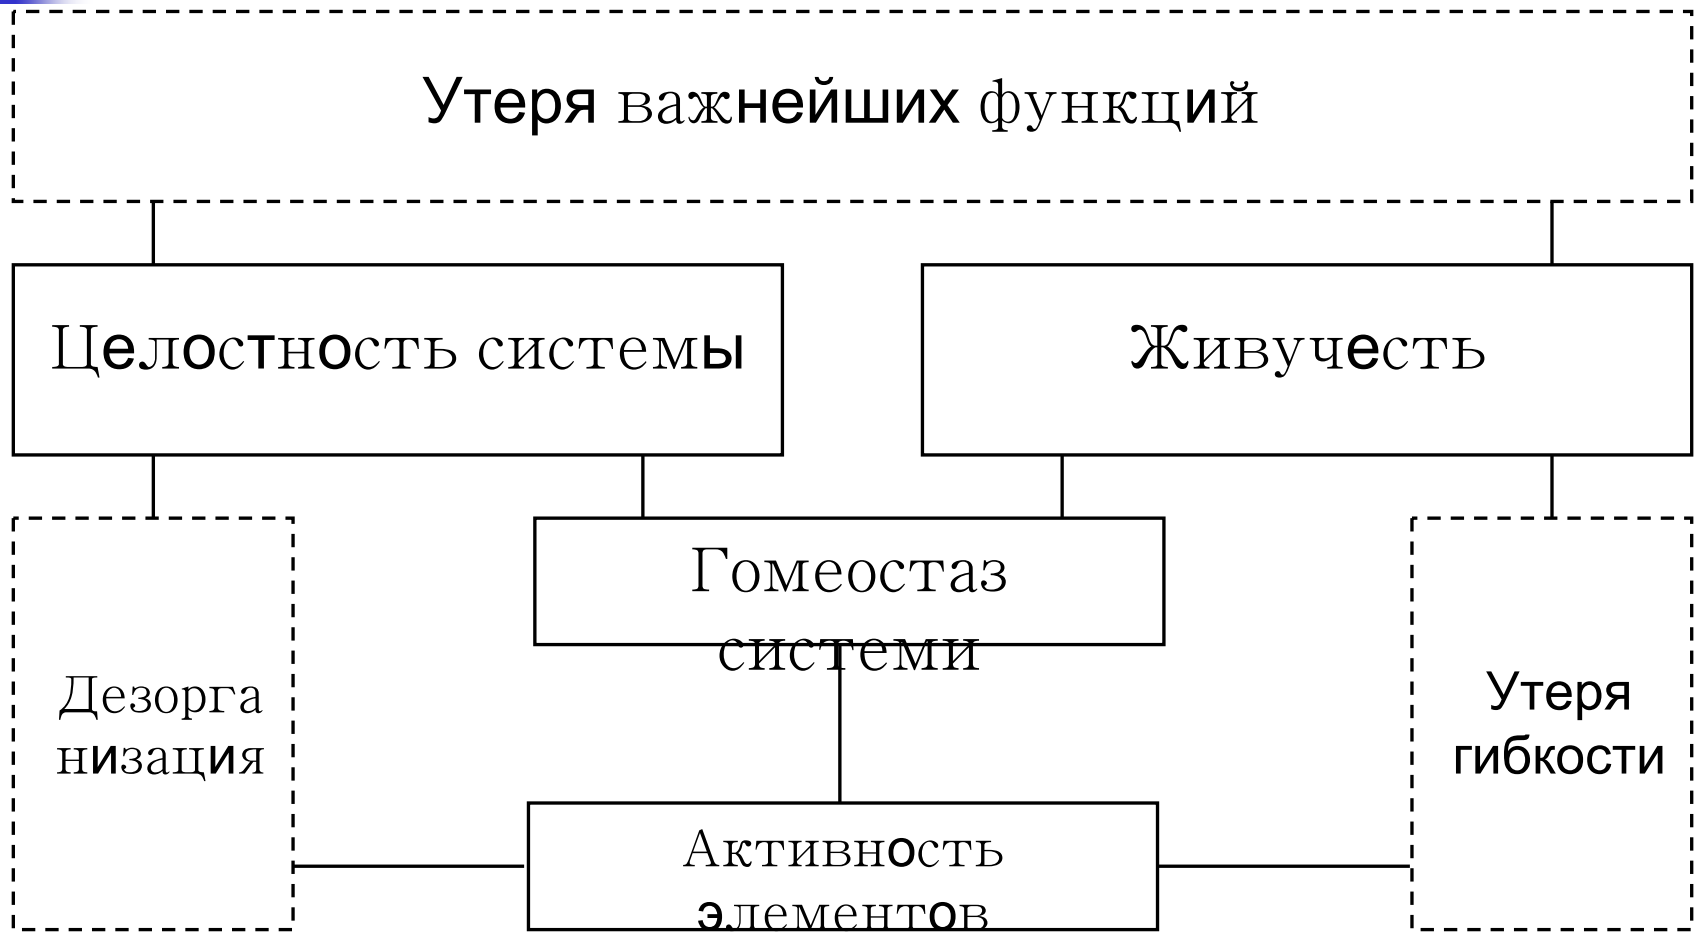 Утеря важнейших функций
Целостность системы
Живучесть
Гомеостаз
системи
Дезорга
низация
Утеря
гибкости
Активность
элементов